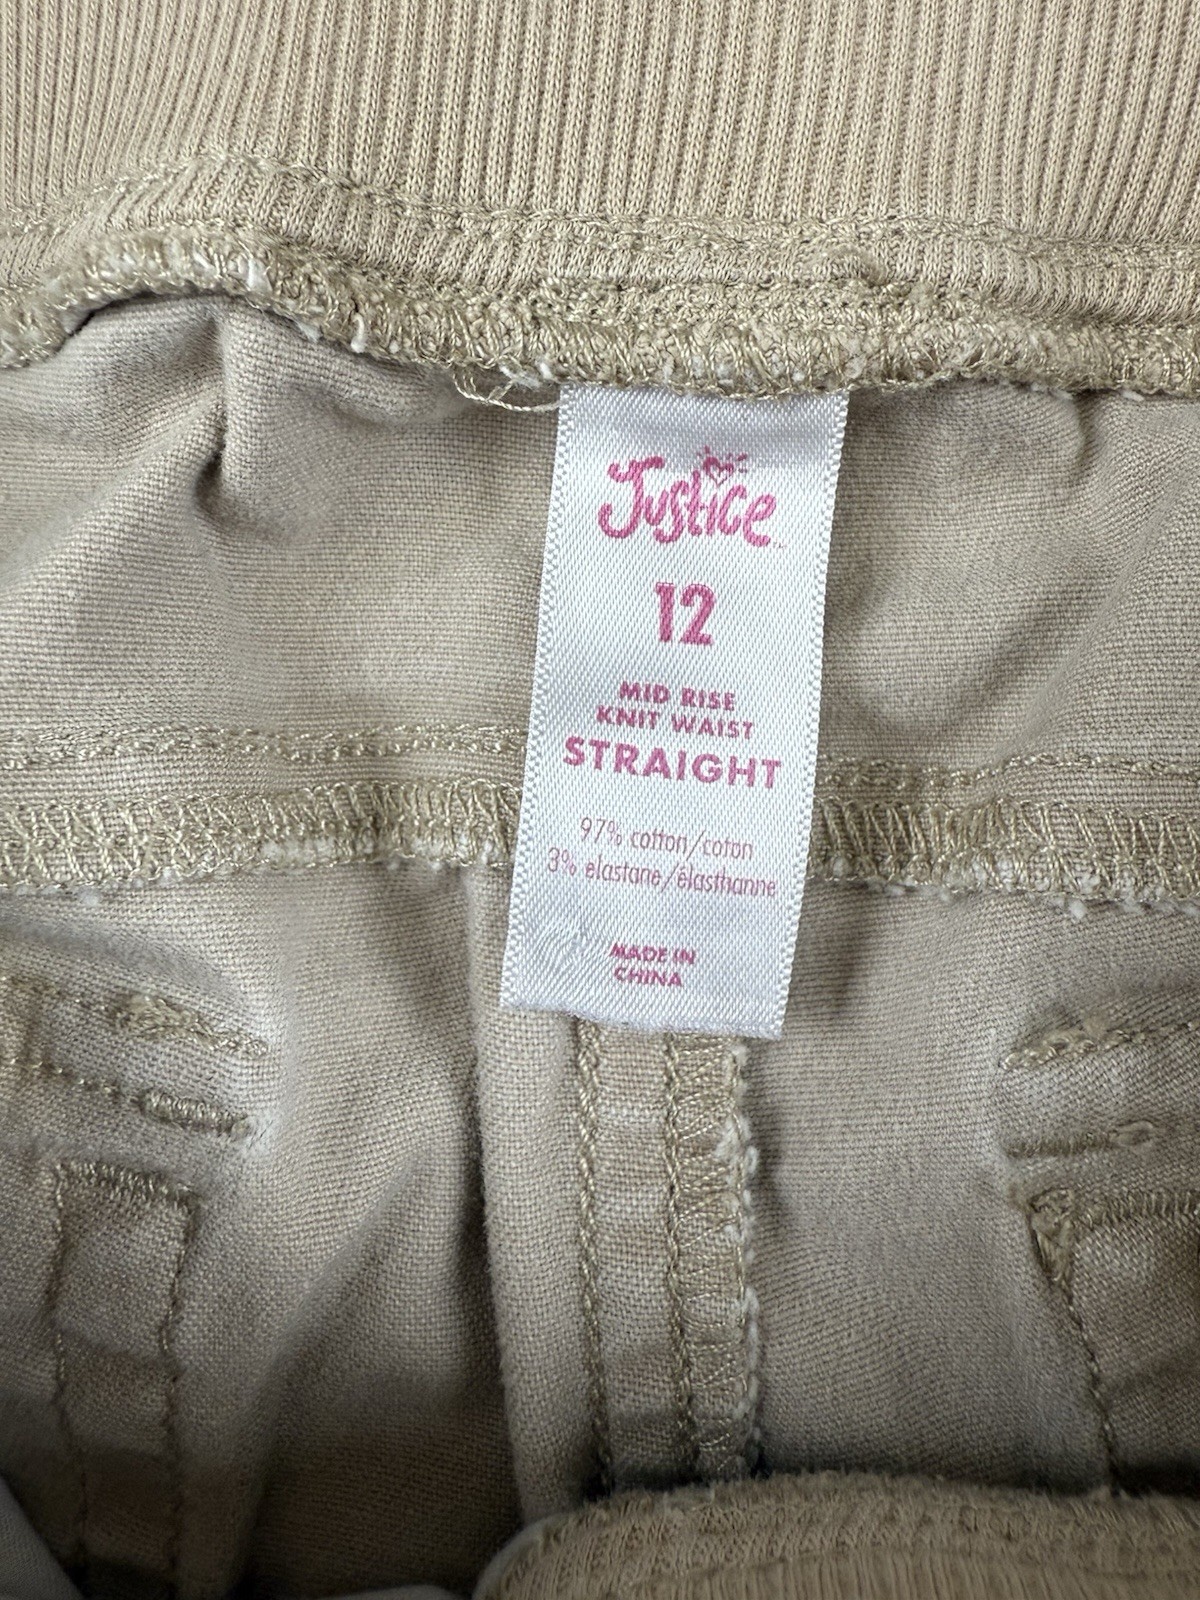 Justice
12
MID RISE
KNIT WAIST
STRAIGHT
97% cotton/coton
3% elastane/élasthanne
MADE IN
CHINA